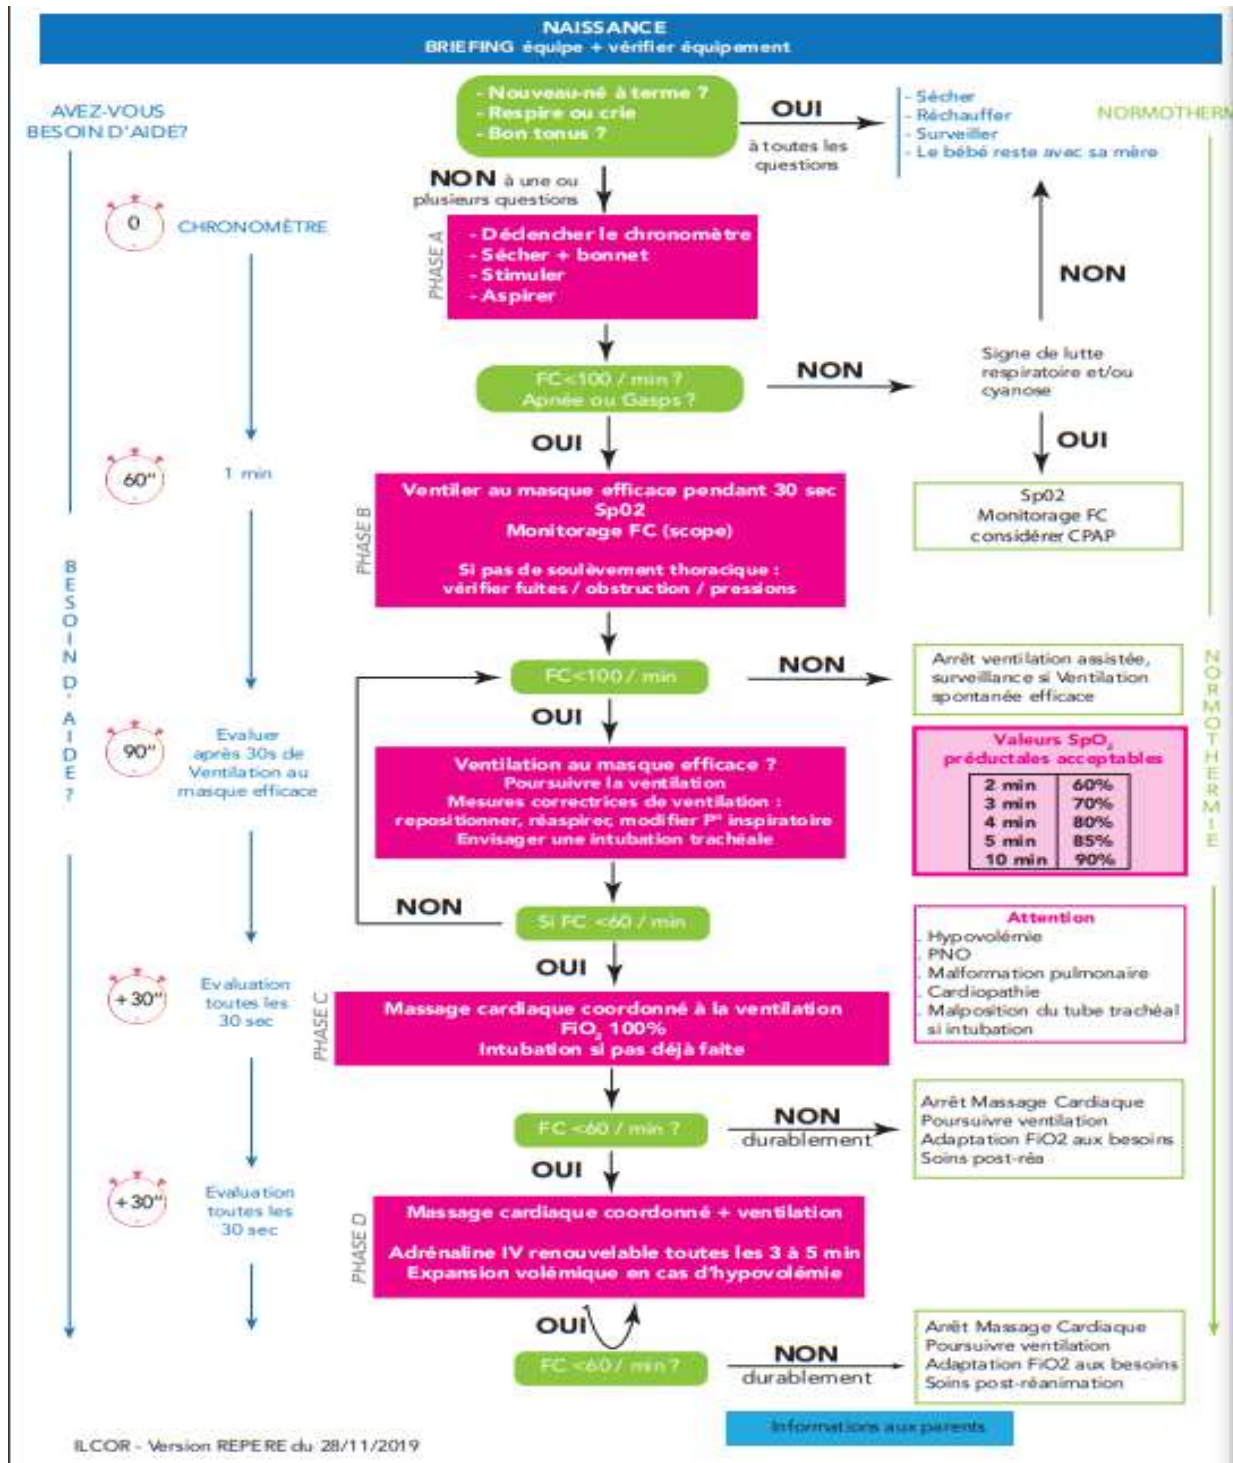 NAISSANCE
BRIEFING équipe + vérifier équipement
AVEZ-VOUS
BESOIN D'AIDE?
- Nouveau-né à terme ?
- Respire ou crie
- Bon tonus ?
OUI
à toutes les
questions
- Sécher
- Réchauffer
- Surveiller
- Le bébé reste avec sa mère
NORMOTHERM
NON à une ou
plusieurs questions
0
CHRONOMÈTRE
PHASE A
- Déclencher le chronomètre
- Sécher + bonnet
- Stimuler
- Aspirer
NON
FC<100 / min ?
Apnée ou Gasps ?
NON
Signe de lutte
respiratoire et/ou
cyanose
OUI
OUI
60"
1 min
PHASE B
Ventiler au masque efficace pendant 30 sec
Sp02
Monitorage FC (scope)
Si pas de soulèvement thoracique :
vérifier fuites / obstruction / pressions
Sp02
Monitorage FC
considérer CPAP
BESOIN D'AIDE ?
FC<100 / min
NON
Arrêt ventilation assistée,
surveillance si Ventilation
spontanée efficace
NORMOTHERMIE
OUI
90"
Evaluer
après 30s de
Ventilation au
masque efficace
Ventilation au masque efficace ?
Poursuivre la ventilation
Mesures correctrices de ventilation :
repositionner, réaspirer, modifier P° inspiratoire
Envisager une intubation trachéale
Valeurs SpO2
préductales acceptables
2 min 60%
3 min 70%
4 min 80%
5 min 85%
10 min 90%
NON
Si FC <60 / min
OUI
Attention
. Hypovolémie
. PNO
. Malformation pulmonaire
. Cardiopathie
. Malposition du tube trachéal
si intubation
+30"
Evaluation
toutes les
30 sec
PHASE C
Massage cardiaque coordonné à la ventilation
FiO2 100%
Intubation si pas déjà faite
FC <60 / min ?
NON
durablement
Arrêt Massage Cardiaque
Poursuivre ventilation
Adaptation FiO2 aux besoins
Soins post-réa
OUI
+30"
Evaluation
toutes les
30 sec
PHASE D
Massage cardiaque coordonné + ventilation
Adrénaline IV renouvelable toutes les 3 à 5 min
Expansion volémique en cas d'hypovolémie
OUI
FC <60 / min ?
NON
durablement
Arrêt Massage Cardiaque
Poursuivre ventilation
Adaptation FiO2 aux besoins
Soins post-réanimation
Informations aux parents
ILCOR - Version REPERE du 28/11/2019